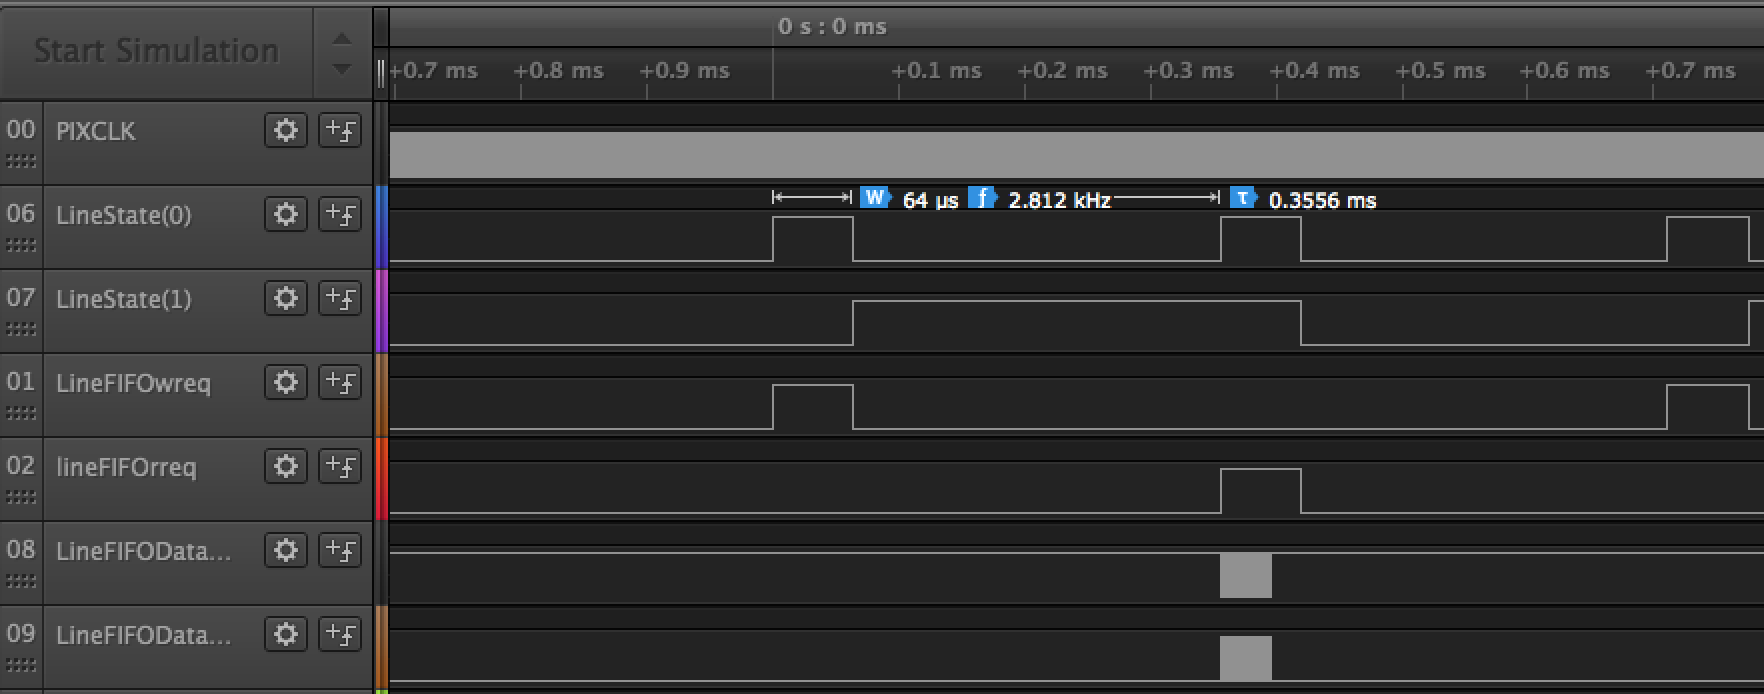 0 s : 0 ms
Start Simulation
+0.7 ms +0.8 ms +0.9 ms +0.1 ms +0.2 ms +0.3 ms +0.4 ms +0.5 ms +0.6 ms +0.7 ms
00 PIXCLK
W 64 µs f 2.812 kHz τ 0.3556 ms
06 LineState(0)
07 LineState(1)
01 LineFIFOwreq
02 lineFIFOrreq
08 LineFIFOData...
09 LineFIFOData...